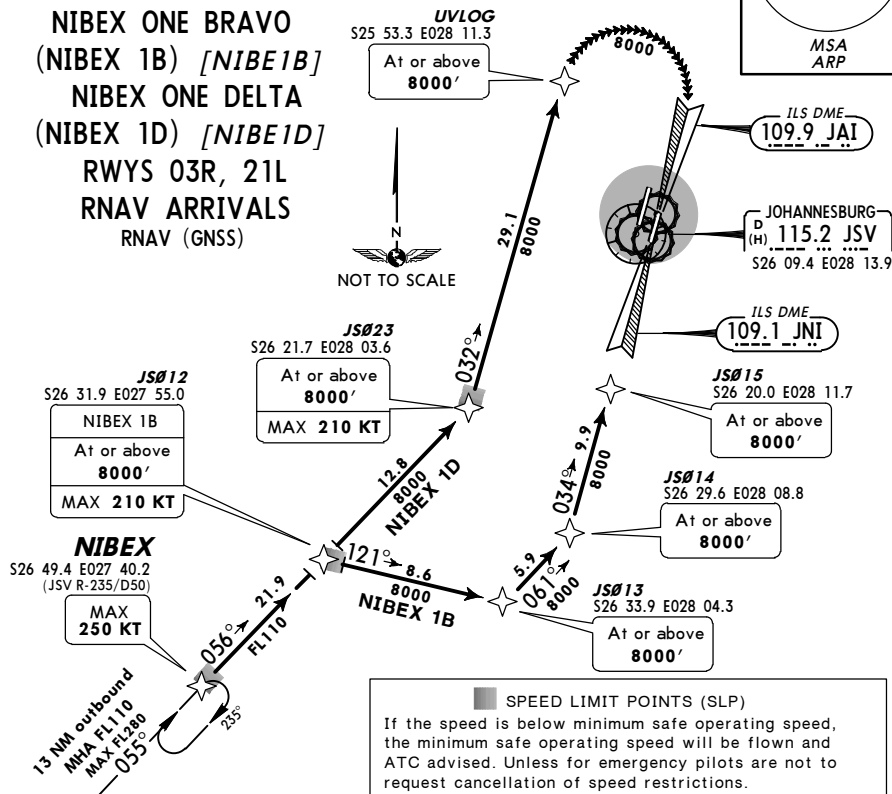 NIBEX ONE BRAVO
(NIBEX 1B) [NIBE1B]
NIBEX ONE DELTA
(NIBEX 1D) [NIBE1D]
RWYS 03R, 21L
RNAV ARRIVALS
RNAV (GNSS)
UVLOG
S25 53.3 E028 11.3
At or above
8000'
8000
MSA
ARP
ILS DME
109.9 JAI
JOHANNESBURG
D
(H) 115.2 JSV
S26 09.4 E028 13.9
ILS DME
109.1 JNI
N
NOT TO SCALE
29.1
8000
032°
JSØ23
S26 21.7 E028 03.6
At or above
8000'
MAX 210 KT
JSØ12
S26 31.9 E027 55.0
NIBEX 1B
At or above
8000'
MAX 210 KT
12.8
8000
NIBEX 1D
JSØ15
S26 20.0 E028 11.7
At or above
8000'
034°
9.9
8000
JSØ14
S26 29.6 E028 08.8
At or above
8000'
NIBEX
S26 49.4 E027 40.2
(JSV R-235/D50)
MAX
250 KT
121°
8.6
8000
NIBEX 1B
5.9
061°
8000
JSØ13
S26 33.9 E028 04.3
At or above
8000'
056°
21.9
FL110
235°
13 NM outbound
MHA FL110
MAX FL280
055°
SPEED LIMIT POINTS (SLP)
If the speed is below minimum safe operating speed,
the minimum safe operating speed will be flown and
ATC advised. Unless for emergency pilots are not to
request cancellation of speed restrictions.